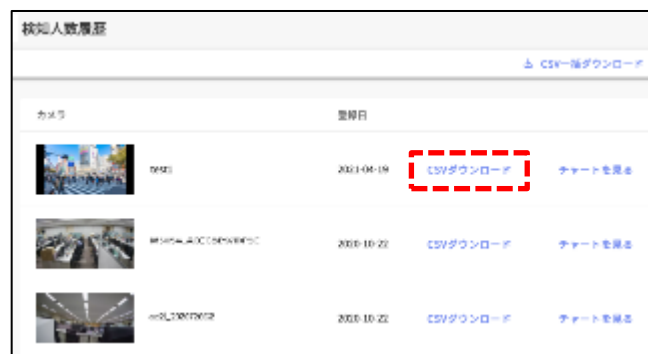 検知人数履歴
CSV一括ダウンロード
カメラ 登録日
test1 2021-04-19 CSVダウンロード チャートを見る
2020-10-22 CSVダウンロード チャートを見る
2020-10-22 CSVダウンロード チャートを見る